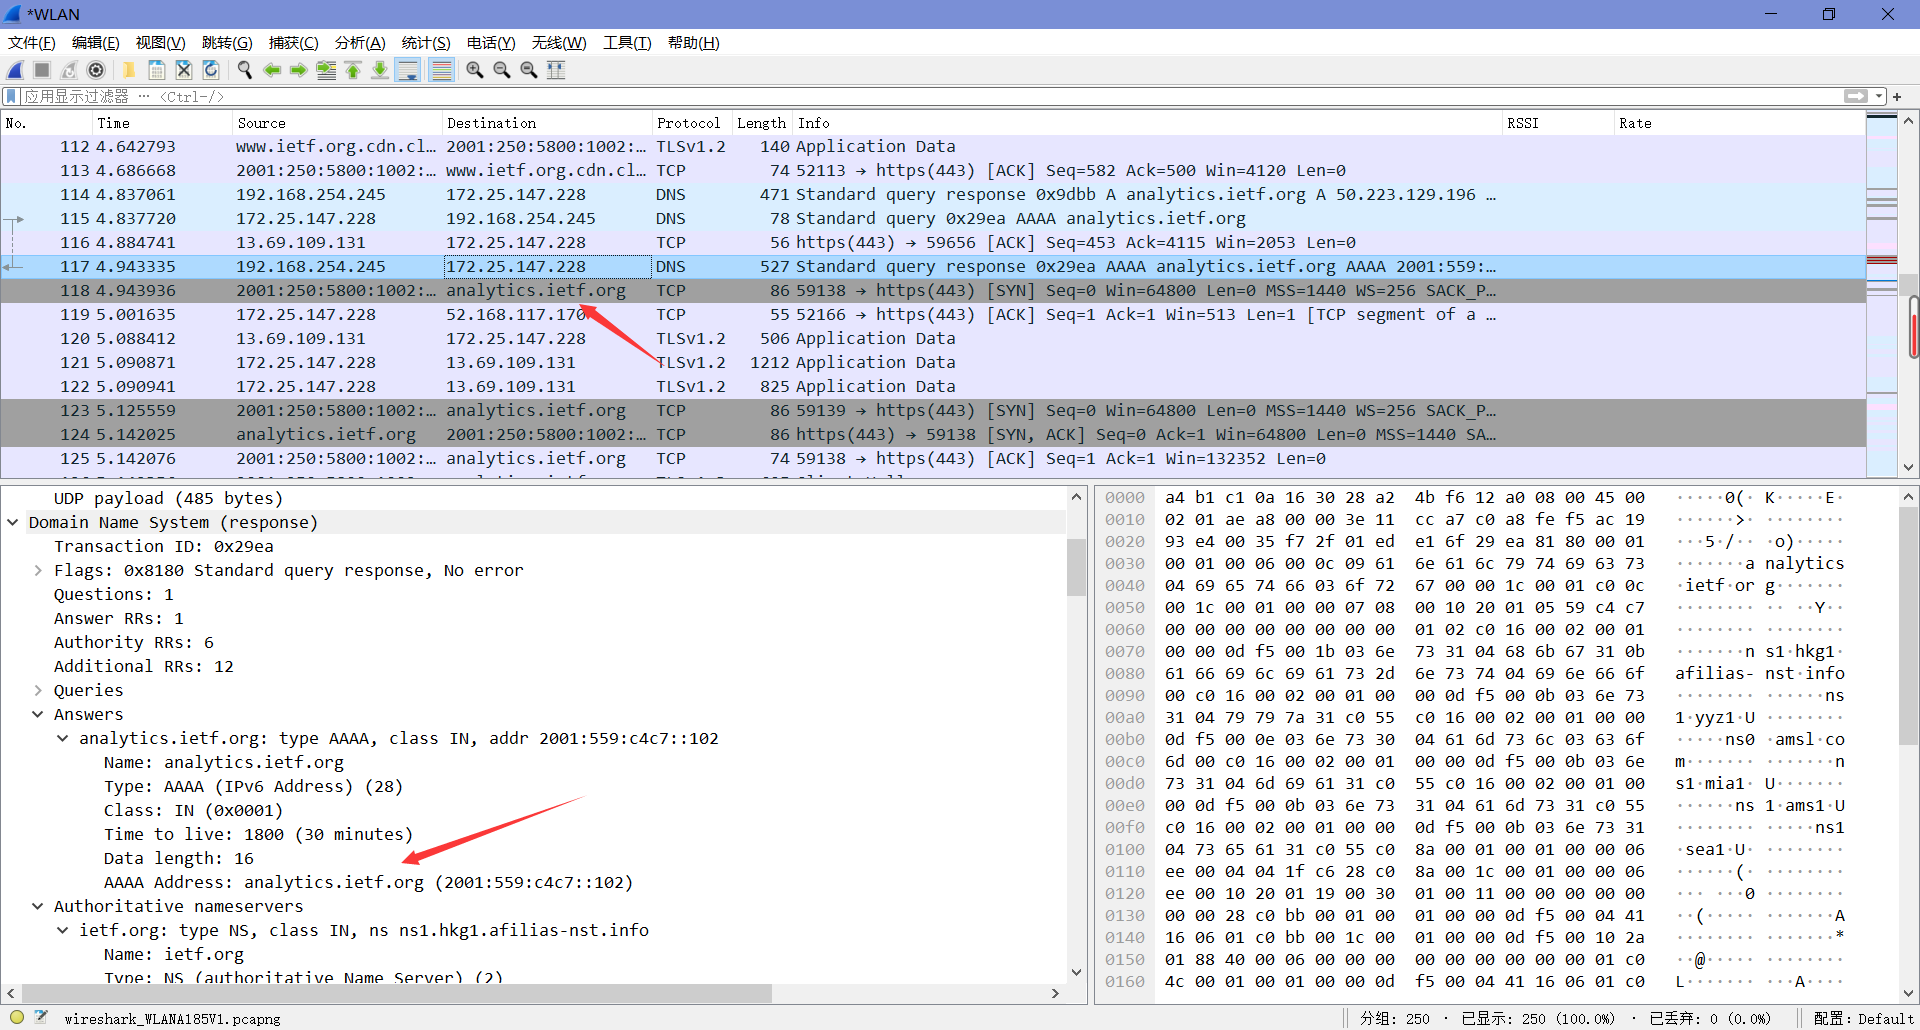 *WLAN
文件(F) 编辑(E) 视图(V) 跳转(G) 捕获(C) 分析(A) 统计(S) 电话(Y) 无线(W) 工具(T) 帮助(H)
应用显示过滤器 … <Ctrl-/>
No. Time Source Destination Protocol Length Info RSSI Rate
112 4.642793 www.ietf.org.cdn.cl… 2001:250:5800:1002:… TLSv1.2 140 Application Data
113 4.686668 2001:250:5800:1002:… www.ietf.org.cdn.cl… TCP 74 52113 → https(443) [ACK] Seq=582 Ack=500 Win=4120 Len=0
114 4.837061 192.168.254.245 172.25.147.228 DNS 471 Standard query response 0x9dbb A analytics.ietf.org A 50.223.129.196 …
115 4.837720 172.25.147.228 192.168.254.245 DNS 78 Standard query 0x29ea AAAA analytics.ietf.org
116 4.884741 13.69.109.131 172.25.147.228 TCP 56 https(443) → 59656 [ACK] Seq=453 Ack=4115 Win=2053 Len=0
117 4.943335 192.168.254.245 172.25.147.228 DNS 527 Standard query response 0x29ea AAAA analytics.ietf.org AAAA 2001:559:…
118 4.943936 2001:250:5800:1002:… analytics.ietf.org TCP 86 59138 → https(443) [SYN] Seq=0 Win=64800 Len=0 MSS=1440 WS=256 SACK_P…
119 5.001635 172.25.147.228 52.168.117.170 TCP 55 52166 → https(443) [ACK] Seq=1 Ack=1 Win=513 Len=1 [TCP segment of a …
120 5.088412 13.69.109.131 172.25.147.228 TLSv1.2 506 Application Data
121 5.090871 172.25.147.228 13.69.109.131 TLSv1.2 1212 Application Data
122 5.090941 172.25.147.228 13.69.109.131 TLSv1.2 825 Application Data
123 5.125559 2001:250:5800:1002:… analytics.ietf.org TCP 86 59139 → https(443) [SYN] Seq=0 Win=64800 Len=0 MSS=1440 WS=256 SACK_P…
124 5.142025 analytics.ietf.org 2001:250:5800:1002:… TCP 86 https(443) → 59138 [SYN, ACK] Seq=0 Ack=1 Win=64800 Len=0 MSS=1440 SA…
125 5.142076 2001:250:5800:1002:… analytics.ietf.org TCP 74 59138 → https(443) [ACK] Seq=1 Ack=1 Win=132352 Len=0
UDP payload (485 bytes)
Domain Name System (response)
Transaction ID: 0x29ea
Flags: 0x8180 Standard query response, No error
Questions: 1
Answer RRs: 1
Authority RRs: 6
Additional RRs: 12
Queries
Answers
analytics.ietf.org: type AAAA, class IN, addr 2001:559:c4c7::102
Name: analytics.ietf.org
Type: AAAA (IPv6 Address) (28)
Class: IN (0x0001)
Time to live: 1800 (30 minutes)
Data length: 16
AAAA Address: analytics.ietf.org (2001:559:c4c7::102)
Authoritative nameservers
ietf.org: type NS, class IN, ns ns1.hkg1.afilias-nst.info
Name: ietf.org
Type: NS (authoritative Name Server) (2)
0000 a4 b1 c1 0a 16 30 28 a2 4b f6 12 a0 08 00 45 00 ·····0(· K·····E·
0010 02 01 ae a8 00 00 3e 11 cc a7 c0 a8 fe f5 ac 19 ······>· ········
0020 93 e4 00 35 f7 2f 01 ed e1 6f 29 ea 81 80 00 01 ···5·/·· ·o)·····
0030 00 01 00 06 00 0c 09 61 6e 61 6c 79 74 69 63 73 ·······a nalytics
0040 04 69 65 74 66 03 6f 72 67 00 00 1c 00 01 c0 0c ·ietf·or g·······
0050 00 1c 00 01 00 00 07 08 00 10 20 01 05 59 c4 c7 ········ ·· ··Y··
0060 00 00 00 00 00 00 00 00 01 02 c0 16 00 02 00 01 ········ ········
0070 00 00 0d f5 00 1b 03 6e 73 31 04 68 6b 67 31 0b ·······n s1·hkg1·
0080 61 66 69 6c 69 61 73 2d 6e 73 74 04 69 6e 66 6f afilias- nst·info
0090 00 c0 16 00 02 00 01 00 00 0d f5 00 0b 03 6e 73 ········ ······ns
00a0 31 04 79 79 7a 31 c0 55 c0 16 00 02 00 01 00 00 1·yyz1·U ········
00b0 0d f5 00 0e 03 6e 73 30 04 61 6d 73 6c 03 63 6f ·····ns0 ·amsl·co
00c0 6d 00 c0 16 00 02 00 01 00 00 0d f5 00 0b 03 6e m······· ·······n
00d0 73 31 04 6d 69 61 31 c0 55 c0 16 00 02 00 01 00 s1·mia1· U·······
00e0 00 0d f5 00 0b 03 6e 73 31 04 61 6d 73 31 c0 55 ······ns 1·ams1·U
00f0 c0 16 00 02 00 01 00 00 0d f5 00 0b 03 6e 73 31 ········ ·····ns1
0100 04 73 65 61 31 c0 55 c0 8a 00 01 00 01 00 00 06 ·sea1·U· ········
0110 ee 00 04 04 1f c6 28 c0 8a 00 1c 00 01 00 00 06 ······(· ········
0120 ee 00 10 20 01 19 00 30 01 00 11 00 00 00 00 00 ··· ···0 ········
0130 00 00 28 c0 bb 00 01 00 01 00 00 0d f5 00 04 41 ··(····· ·······A
0140 16 06 01 c0 bb 00 1c 00 01 00 00 0d f5 00 10 2a ········ ·······*
0150 01 88 40 00 06 00 00 00 00 00 00 00 00 00 01 c0 ··@····· ········
0160 4c 00 01 00 01 00 00 0d f5 00 04 41 16 06 01 c0 L······· ···A····
wireshark_WLANA185V1.pcapng 分组: 250 · 已显示: 250 (100.0%) · 已丢弃: 0 (0.0%) 配置: Default